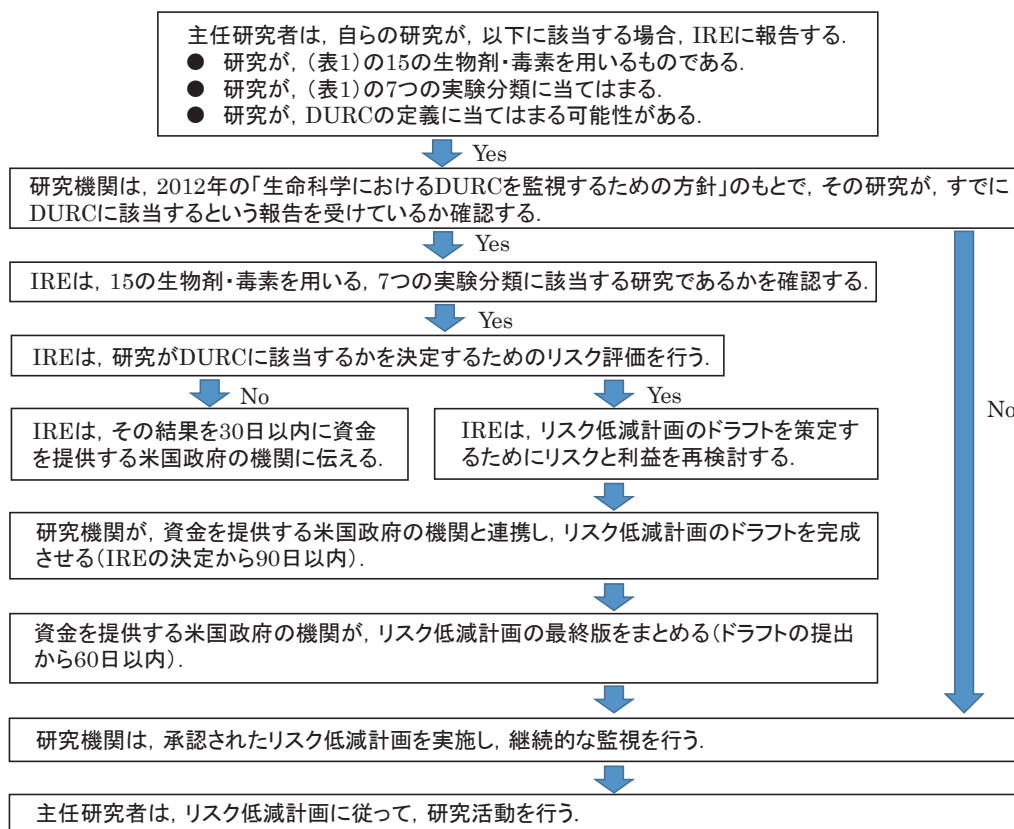 主任研究者は，自らの研究が，以下に該当する場合，IREに報告する．
● 研究が，（表1）の15の生物剤・毒素を用いるものである．
● 研究が，（表1）の7つの実験分類に当てはまる．
● 研究が，DURCの定義に当てはまる可能性がある．
Yes
研究機関は，2012年の「生命科学におけるDURCを監視するための方針」のもとで，その研究が，すでに
DURCに該当するという報告を受けているか確認する．
Yes
IREは，15の生物剤・毒素を用いる，7つの実験分類に該当する研究であるかを確認する．
Yes
IREは，研究がDURCに該当するかを決定するためのリスク評価を行う．
No
Yes
No
IREは，その結果を30日以内に資金
を提供する米国政府の機関に伝える．
IREは，リスク低減計画のドラフトを策定す
るためにリスクと利益を再検討する．
研究機関が，資金を提供する米国政府の機関と連携し，リスク低減計画のドラフトを完成
させる（IREの決定から90日以内）．
資金を提供する米国政府の機関が，リスク低減計画の最終版をまとめる（ドラフトの提出
から60日以内）．
研究機関は，承認されたリスク低減計画を実施し，継続的な監視を行う．
主任研究者は，リスク低減計画に従って，研究活動を行う．